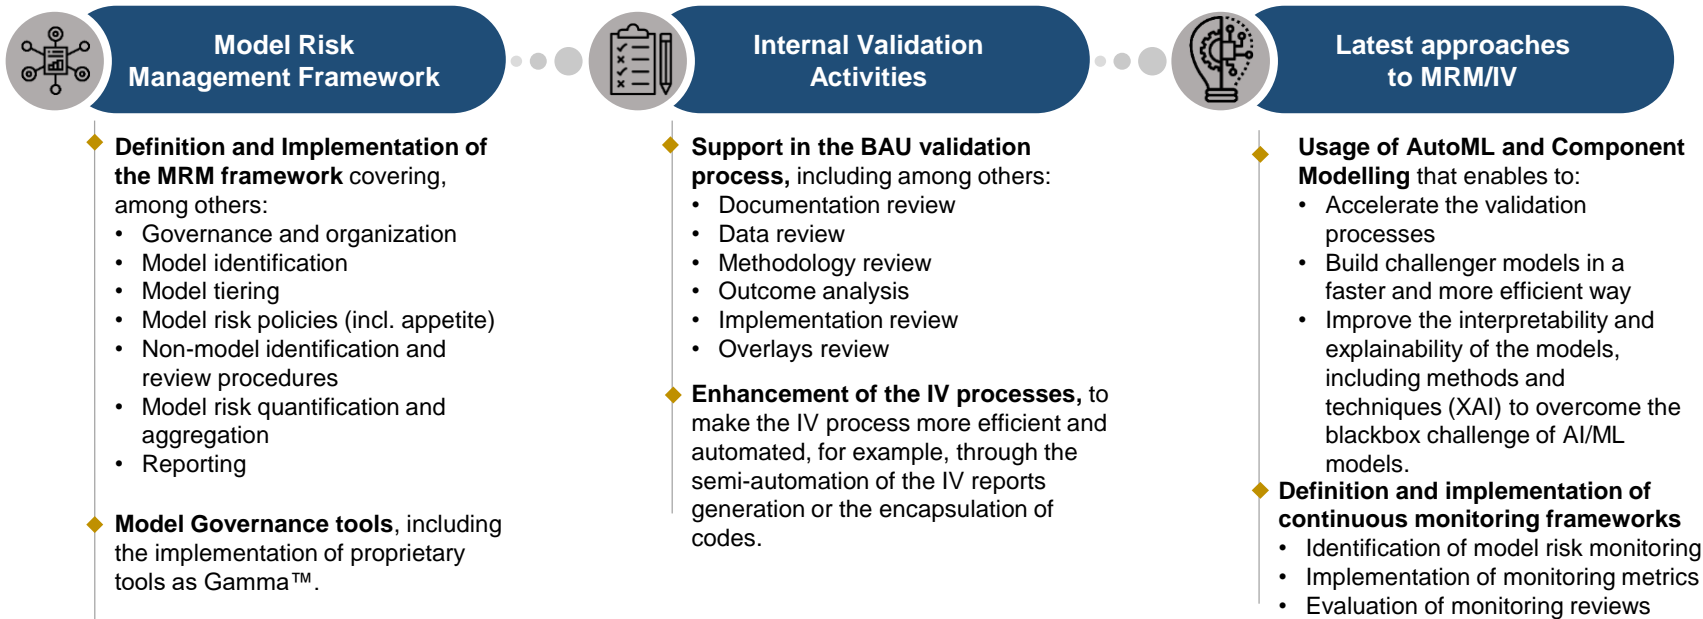 Model Risk
Management Framework
Internal Validation
Activities
Latest approaches
to MRM/IV
Definition and Implementation of
the MRM framework covering,
among others:
• Governance and organization
• Model identification
• Model tiering
• Model risk policies (incl. appetite)
• Non-model identification and
review procedures
• Model risk quantification and
aggregation
• Reporting
Model Governance tools, including
the implementation of proprietary
tools as Gamma™.
Support in the BAU validation
process, including among others:
• Documentation review
• Data review
• Methodology review
• Outcome analysis
• Implementation review
• Overlays review
Enhancement of the IV processes, to
make the IV process more efficient and
automated, for example, through the
semi-automation of the IV reports
generation or the encapsulation of
codes.
Usage of AutoML and Component
Modelling that enables to:
• Accelerate the validation
processes
• Build challenger models in a
faster and more efficient way
• Improve the interpretability and
explainability of the models,
including methods and
techniques (XAI) to overcome the
blackbox challenge of AI/ML
models.
Definition and implementation of
continuous monitoring frameworks
• Identification of model risk monitoring
• Implementation of monitoring metrics
• Evaluation of monitoring reviews